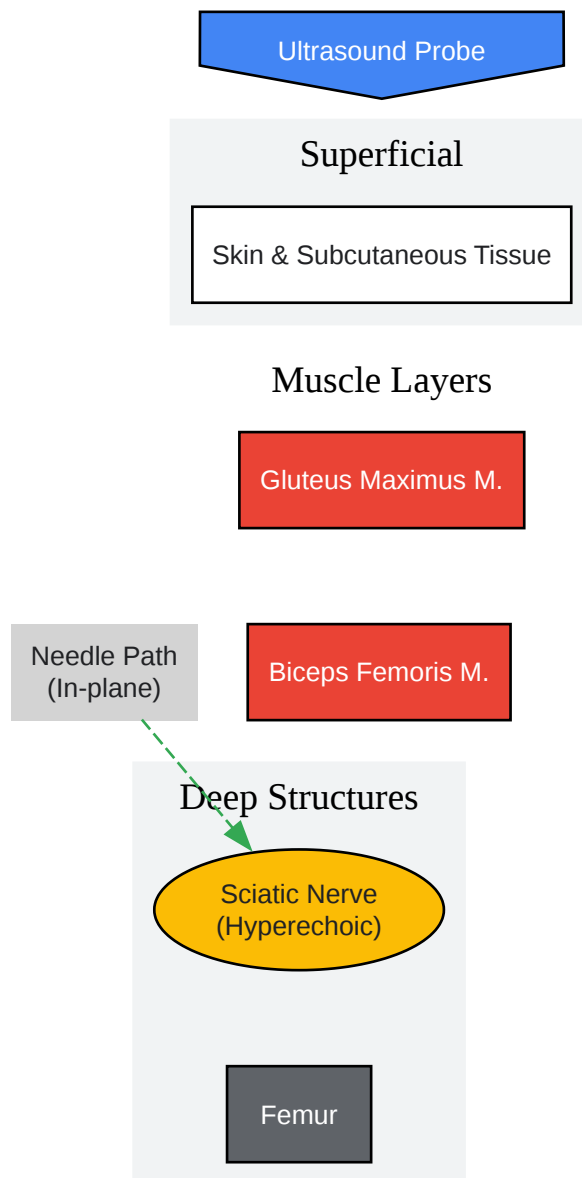 Ultrasound Probe
Superficial
Skin & Subcutaneous Tissue
Muscle Layers
Gluteus Maximus M.
Needle Path
(In-plane)
Biceps Femoris M.
Deep Structures
Sciatic Nerve
(Hyperechoic)
Femur